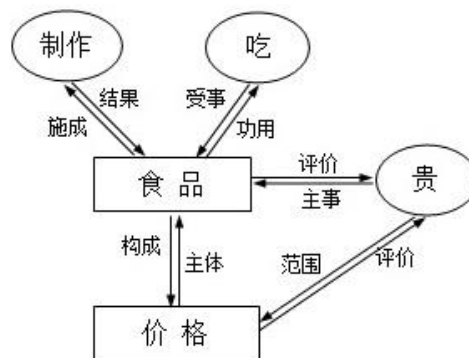 制作
吃
结果
施成
受事
功用
食品
评价
主事
贵
构成
主体
范围
评价
价格